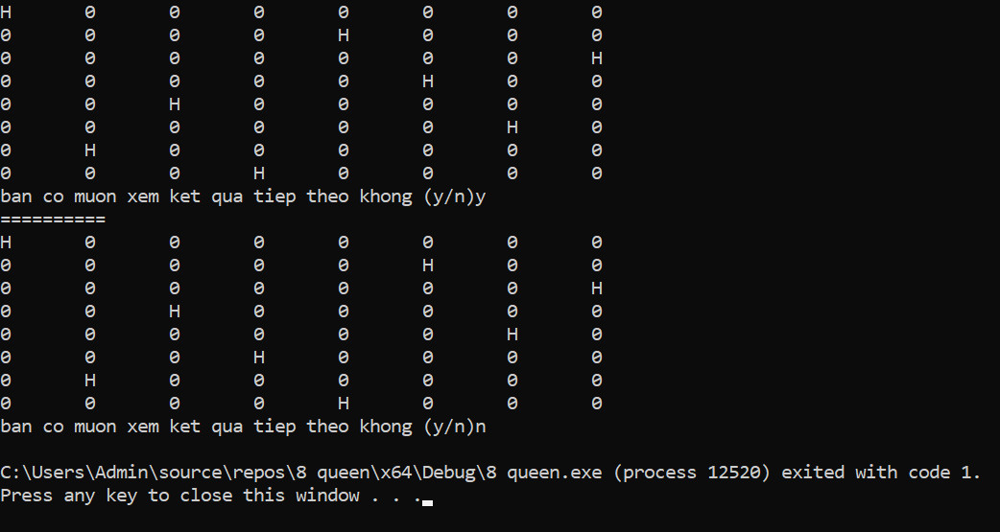 H 0 0 0 0 0 0 0
0 0 0 0 H 0 0 0
0 0 0 0 0 0 0 H
0 0 0 0 0 H 0 0
0 0 H 0 0 0 0 0
0 0 0 0 0 0 H 0
0 H 0 0 0 0 0 0
0 0 0 H 0 0 0 0
ban co muon xem ket qua tiep theo khong (y/n)y
==========
H 0 0 0 0 0 0 0
0 0 0 0 0 H 0 0
0 0 0 0 0 0 0 H
0 0 H 0 0 0 0 0
0 0 0 0 0 0 H 0
0 0 0 H 0 0 0 0
0 H 0 0 0 0 0 0
0 0 0 0 H 0 0 0
ban co muon xem ket qua tiep theo khong (y/n)n
C:\Users\Admin\source\repos\8 queen\x64\Debug\8 queen.exe (process 12520) exited with code 1.
Press any key to close this window . . .